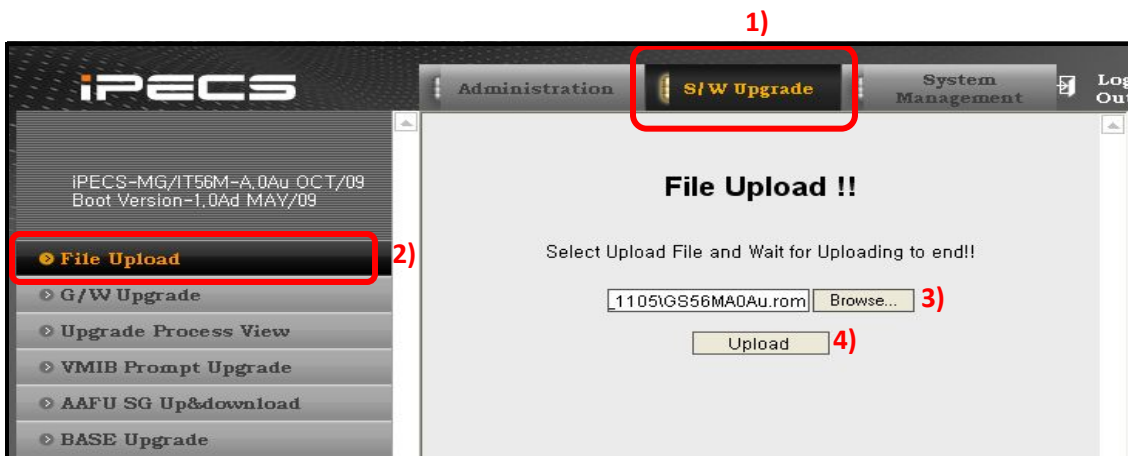 1)
iPECS
Administration
S/W Upgrade
System
Management
Log
Out
iPECS-MG/IT56M-A.0Au OCT/09
Boot Version-1.0Ad MAY/09
File Upload !!
2)
File Upload
Select Upload File and Wait for Uploading to end!!
G/W Upgrade
_1105\GS56MA0Au.rom
Browse...
3)
Upgrade Process View
Upload
4)
VMIB Prompt Upgrade
AAFU SG Up&download
BASE Upgrade